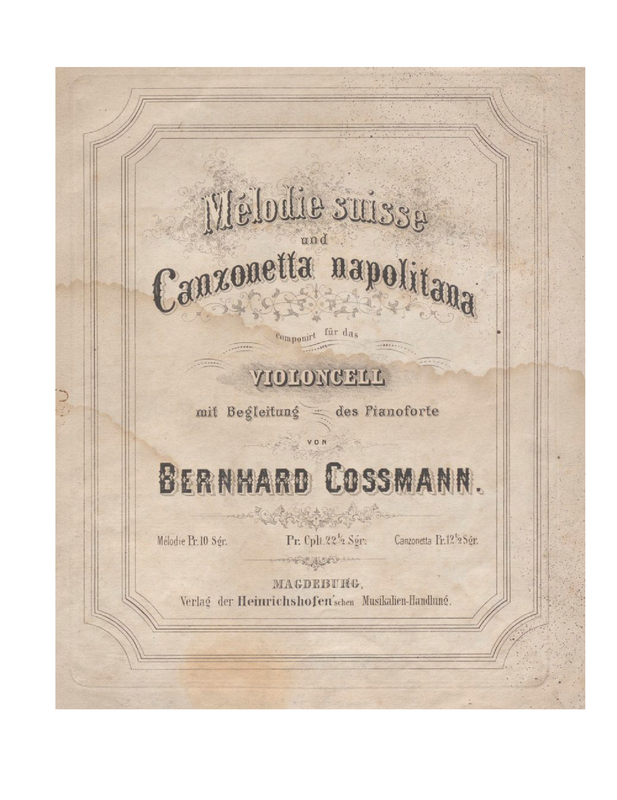 Mélodie suisse
und
Canzonetta napolitana
componirt für das
VIOLONCELL
mit Begleitung des Pianoforte
VON
BERNHARD COSSMANN.
Mélodie Pr. 10 Sgr. Pr. Cplt. 22½ Sgr. Canzonetta Pr. 12½ Sgr.
MAGDEBURG,
Verlag der Heinrichshofen'schen Musikalien-Handlung.